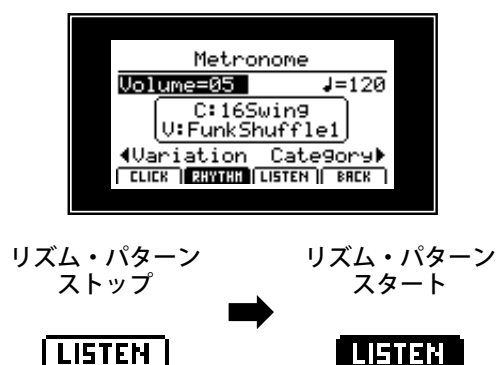 Metronome
Volume=05 ♩=120
C:16Swing
V:FunkShuffle1
◀Variation Category▶
CLICK RHYTHM LISTEN BACK
リズム・パターン リズム・パターン
ストップ スタート
LISTEN LISTEN